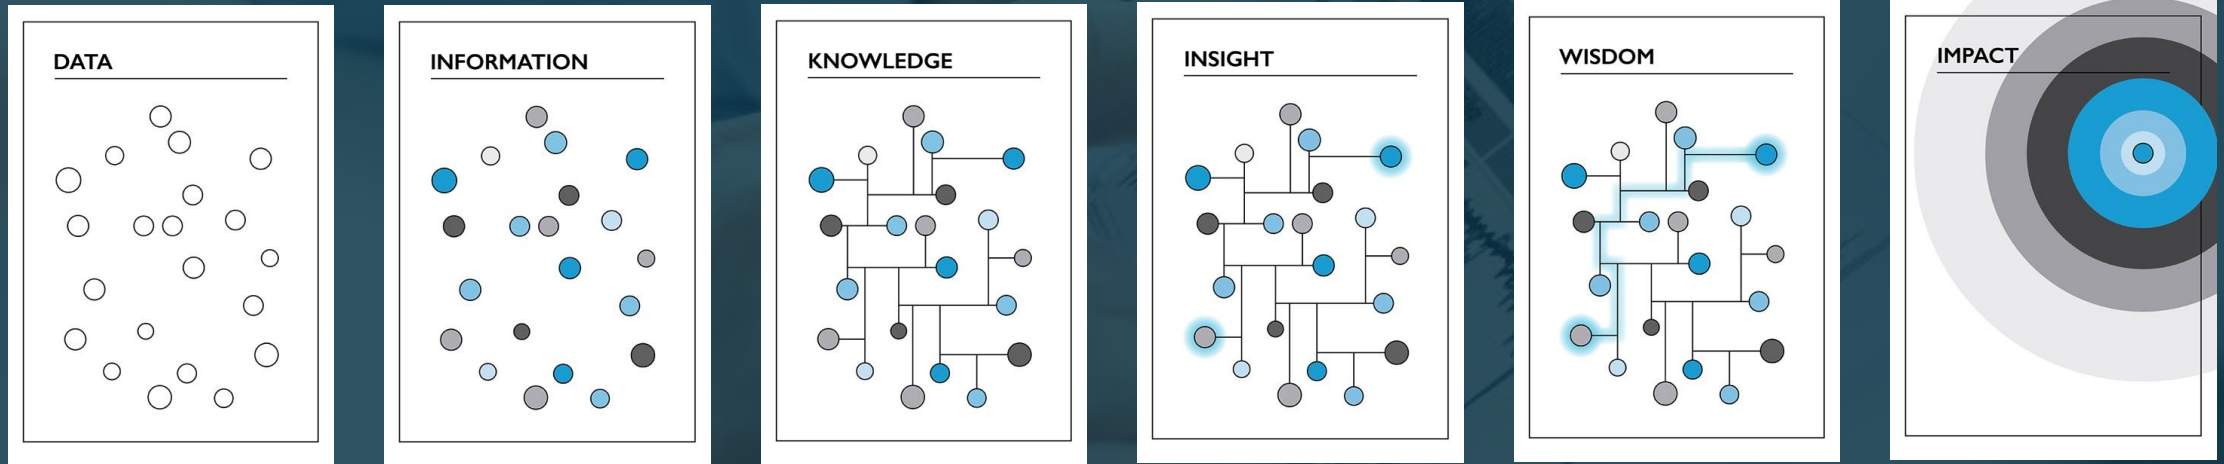 DATA
INFORMATION
KNOWLEDGE
INSIGHT
WISDOM
IMPACT